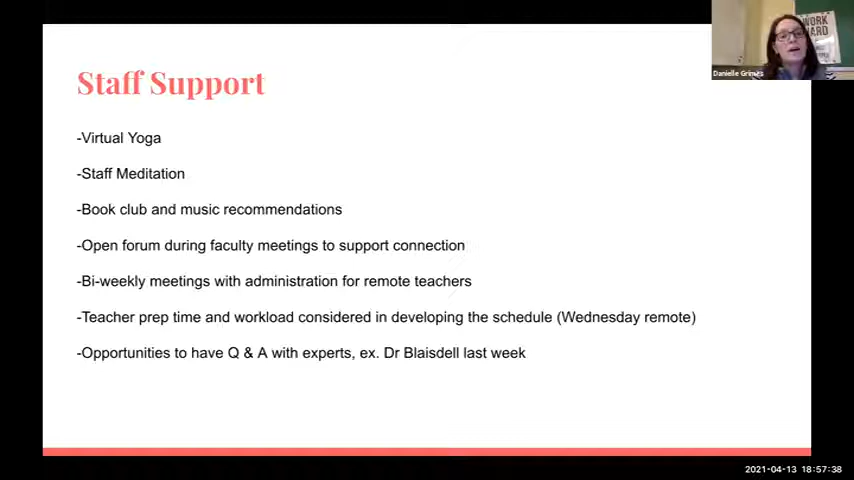 Staff Support
-Virtual Yoga
-Staff Meditation
-Book club and music recommendations
-Open forum during faculty meetings to support connection
-Bi-weekly meetings with administration for remote teachers
-Teacher prep time and workload considered in developing the schedule (Wednesday remote)
-Opportunities to have Q & A with experts, ex. Dr Blaisdell last week
WORK
HARD
Danielle Grimes
2021-04-13 18:57:38